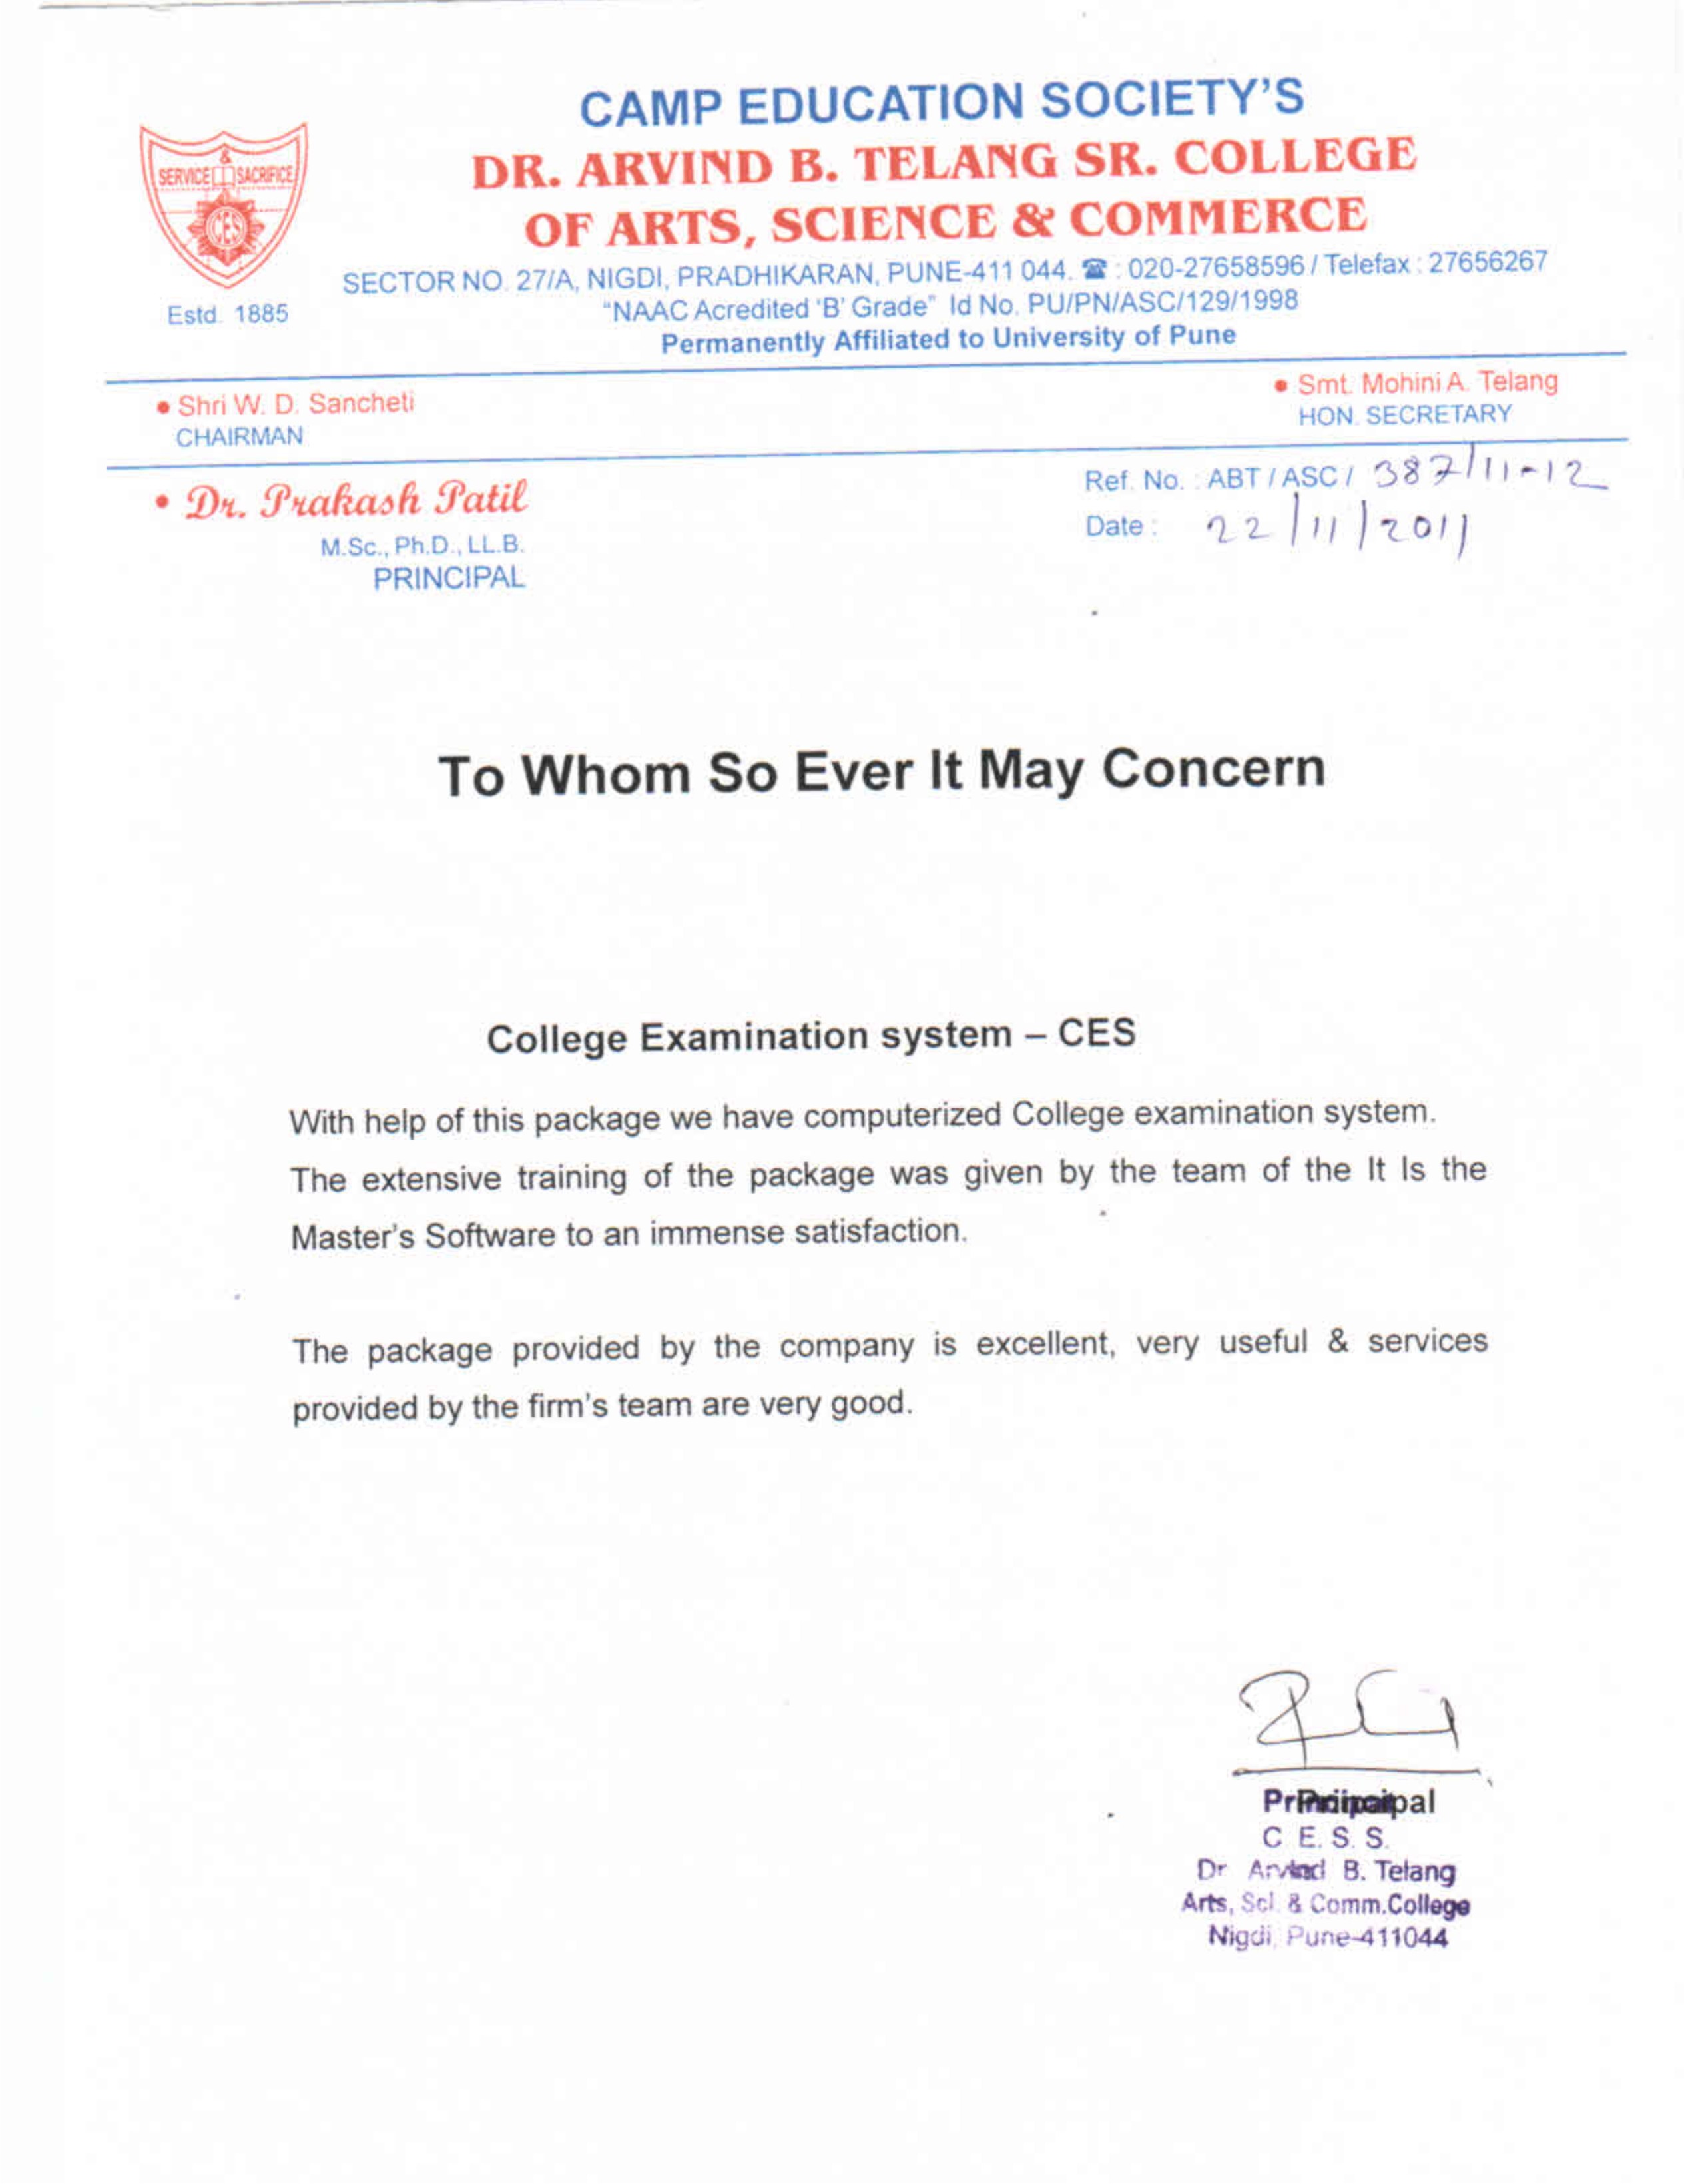 CAMP EDUCATION SOCIETY'S
DR. ARVIND B. TELANG SR. COLLEGE
OF ARTS, SCIENCE & COMMERCE
SECTOR NO. 27/A, NIGDI, PRADHIKARAN, PUNE-411 044. ☎ : 020-27658596 / Telefax : 27656267
"NAAC Acredited 'B' Grade" Id No. PU/PN/ASC/129/1998
Permanently Affiliated to University of Pune
&
SERVICE SACRIFICE
CES
Estd. 1885
• Shri W. D. Sancheti
CHAIRMAN
• Smt. Mohini A. Telang
HON. SECRETARY
• Dr. Prakash Patil
M.Sc., Ph.D., LL.B.
PRINCIPAL
Ref. No. : ABT / ASC / 387/11-12
Date : 22/11/2011
To Whom So Ever It May Concern
College Examination system – CES
With help of this package we have computerized College examination system.
The extensive training of the package was given by the team of the It Is the
Master's Software to an immense satisfaction.
The package provided by the company is excellent, very useful & services
provided by the firm's team are very good.
Principal
C E. S. S.
Dr Arvind B. Telang
Arts, Sci. & Comm.College
Nigdi, Pune-411044